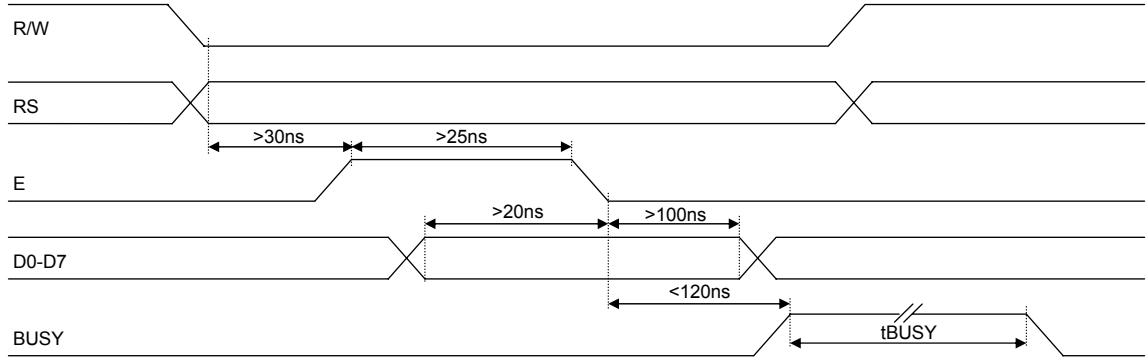 R/W
RS
>30ns >25ns
E
>20ns >100ns
D0-D7
<120ns
BUSY
tBUSY